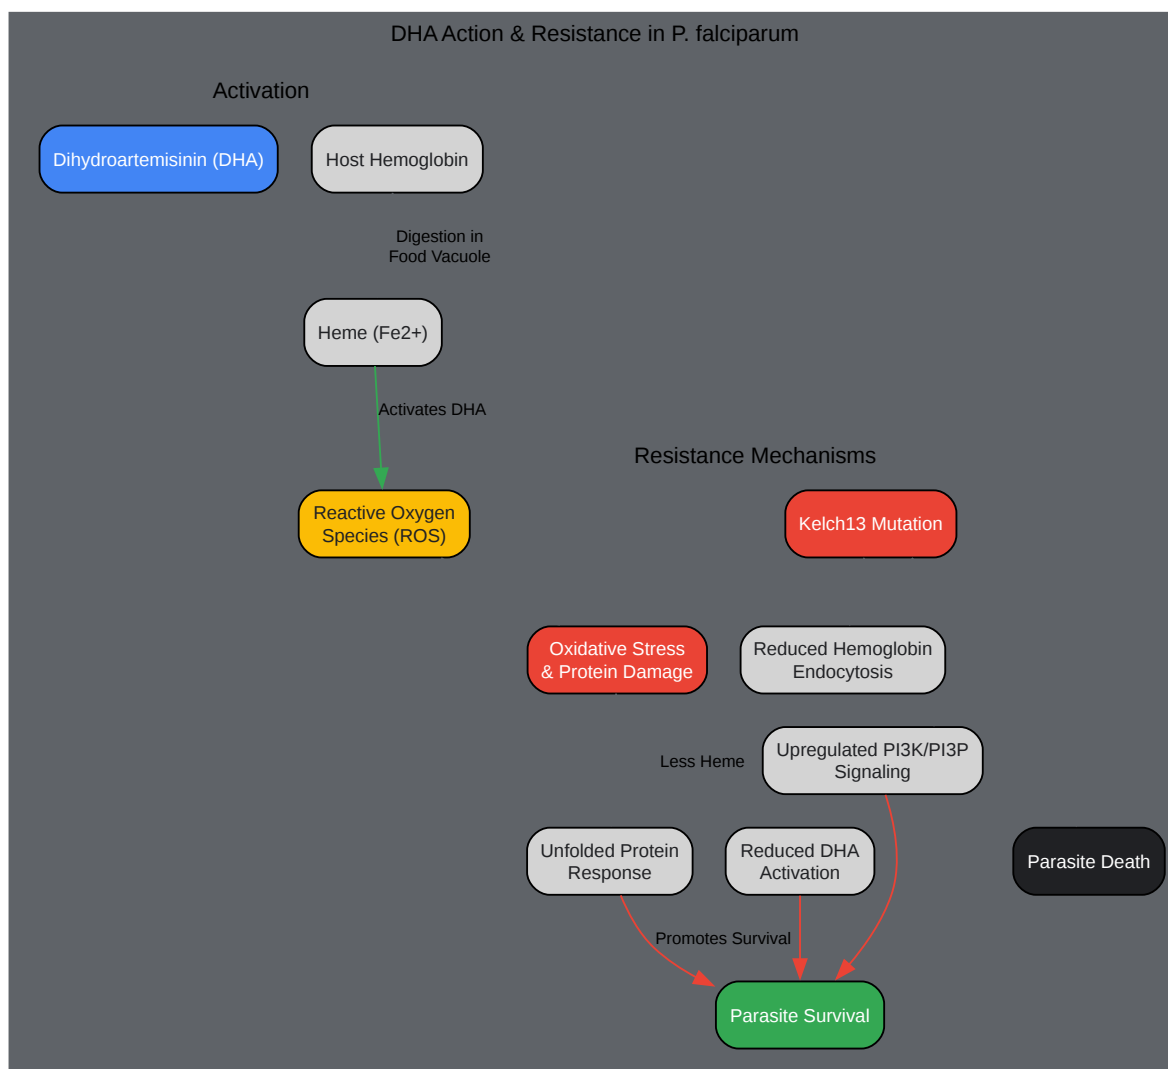 DHA Action & Resistance in P. falciparum
Activation
Dihydroartemisinin (DHA)
Host Hemoglobin
Digestion in
Food Vacuole
Heme (Fe2+)
Activates DHA
Resistance Mechanisms
Reactive Oxygen
Species (ROS)
Kelch13 Mutation
Oxidative Stress
& Protein Damage
Reduced Hemoglobin
Endocytosis
Less Heme
Upregulated PI3K/PI3P
Signaling
Unfolded Protein
Response
Reduced DHA
Activation
Parasite Death
Promotes Survival
Parasite Survival